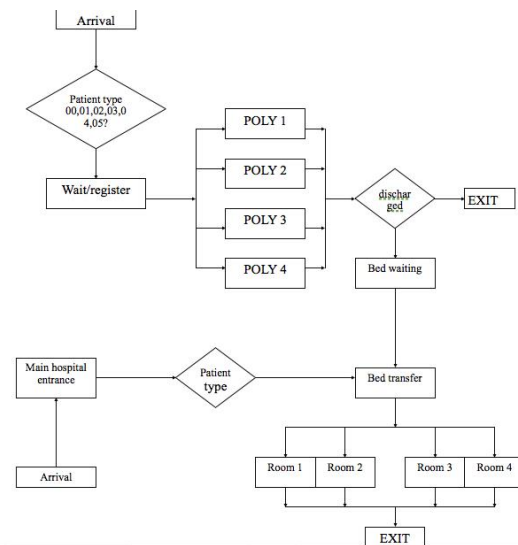 Arrival
Patient type
00,01,02,03,0
4,05?
Wait/register
POLY 1
POLY 2
POLY 3
POLY 4
dischar
ged
EXIT
Bed waiting
Main hospital
entrance
Patient
type
Bed transfer
Arrival
Room 1
Room 2
Room 3
Room 4
EXIT